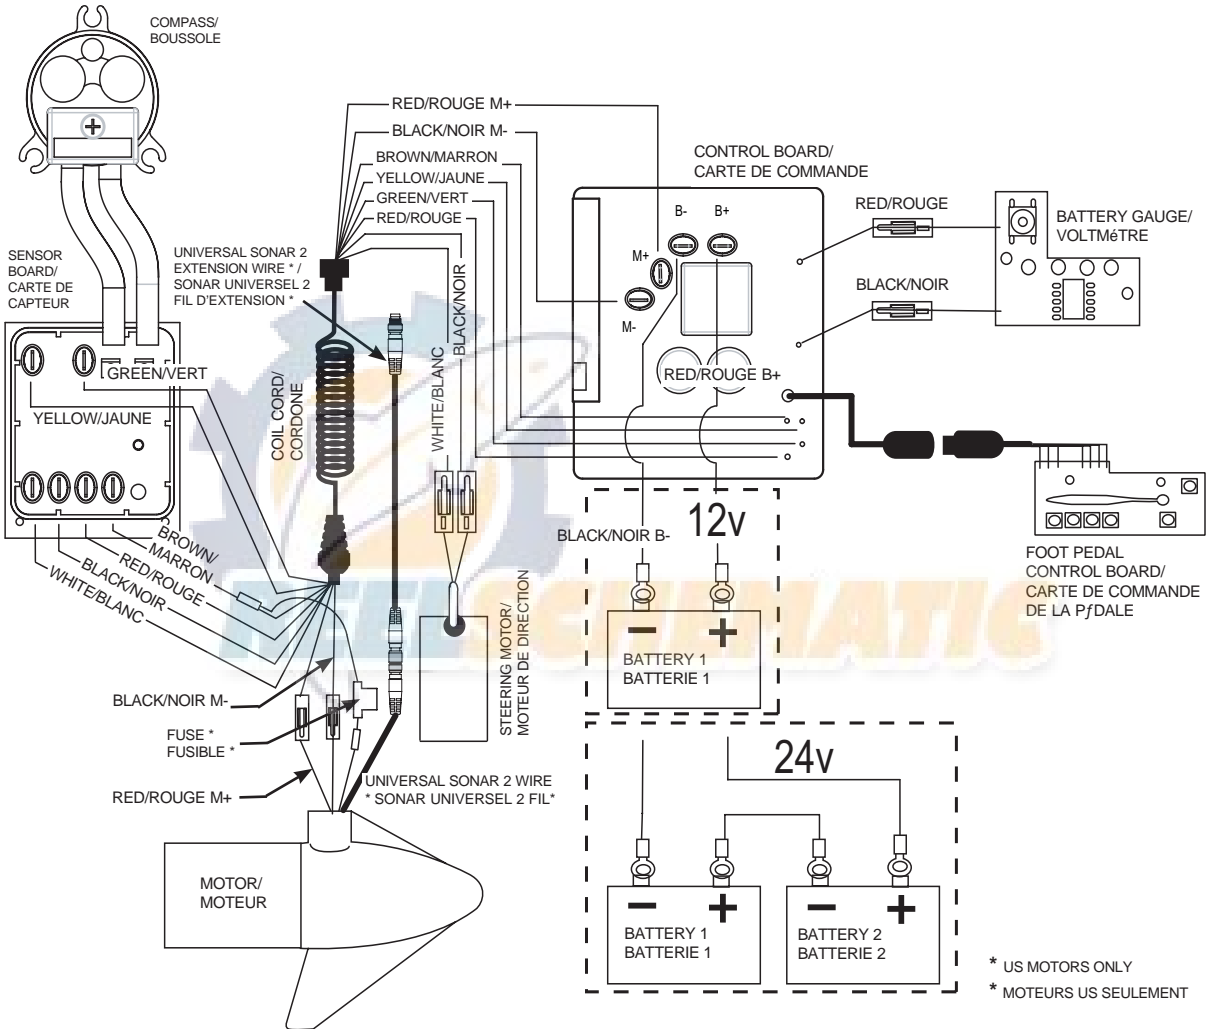 COMPASS/
BOUSSOLE
RED/ROUGE M+
BLACK/NOIR M-
BROWN/MARRON
YELLOW/JAUNE
GREEN/VERT
RED/ROUGE
CONTROL BOARD/
CARTE DE COMMANDE
B-
B+
M+
M-
RED/ROUGE
BATTERY GAUGE/
VOLTMéTRE
BLACK/NOIR
SENSOR
BOARD/
CARTE DE
CAPTEUR
UNIVERSAL SONAR 2
EXTENSION WIRE * /
SONAR UNIVERSEL 2
FIL D'EXTENSION *
BLACK/NOIR
WHITE/BLANC
GREEN/VERT
YELLOW/JAUNE
COIL CORD/
CORDONE
RED/ROUGE B+
BLACK/NOIR B-
12v
BROWN/
MARRON
RED/ROUGE
BLACK/NOIR
WHITE/BLANC
FOOT PEDAL
CONTROL BOARD/
CARTE DE COMMANDE
DE LA PƒDALE
REELSCHEMATIC
STEERING MOTOR/
MOTEUR DE DIRECTION
BATTERY 1
BATTERIE 1
BLACK/NOIR M-
FUSE *
FUSIBLE *
RED/ROUGE M+
UNIVERSAL SONAR 2 WIRE
* SONAR UNIVERSEL 2 FIL*
24v
MOTOR/
MOTEUR
BATTERY 1
BATTERIE 1
BATTERY 2
BATTERIE 2
* US MOTORS ONLY
* MOTEURS US SEULEMENT